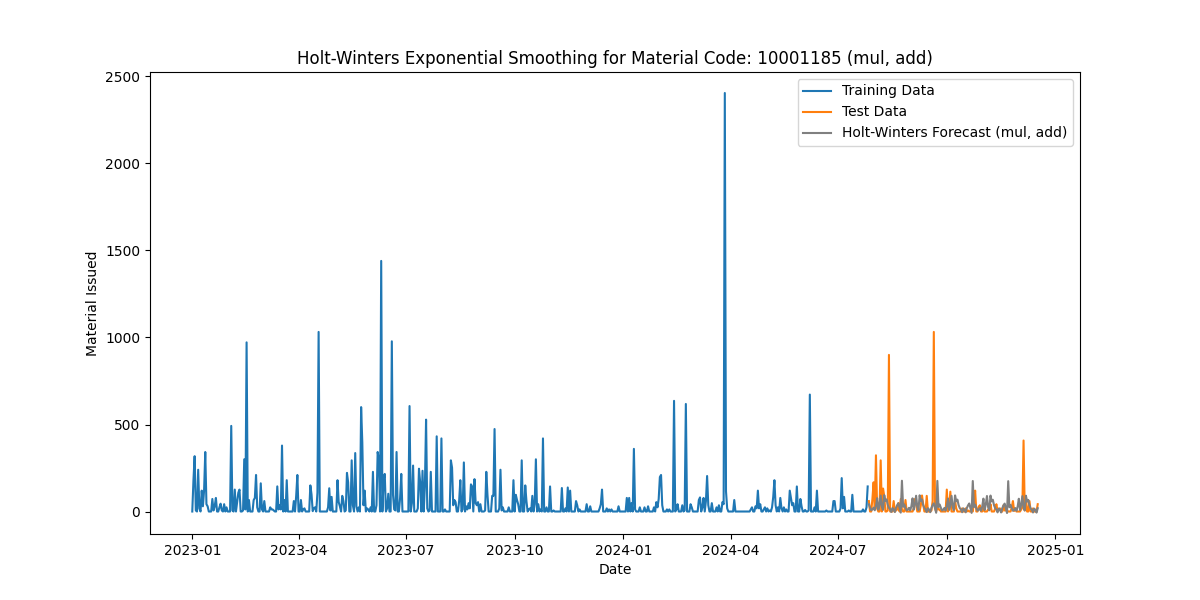 Holt-Winters Exponential Smoothing for Material Code: 10001185 (mul, add)
Training Data
Test Data
Holt-Winters Forecast (mul, add)
Material Issued
2500
2000
1500
1000
500
0
2023-01
2023-04
2023-07
2023-10
2024-01
2024-04
2024-07
2024-10
2025-01
Date